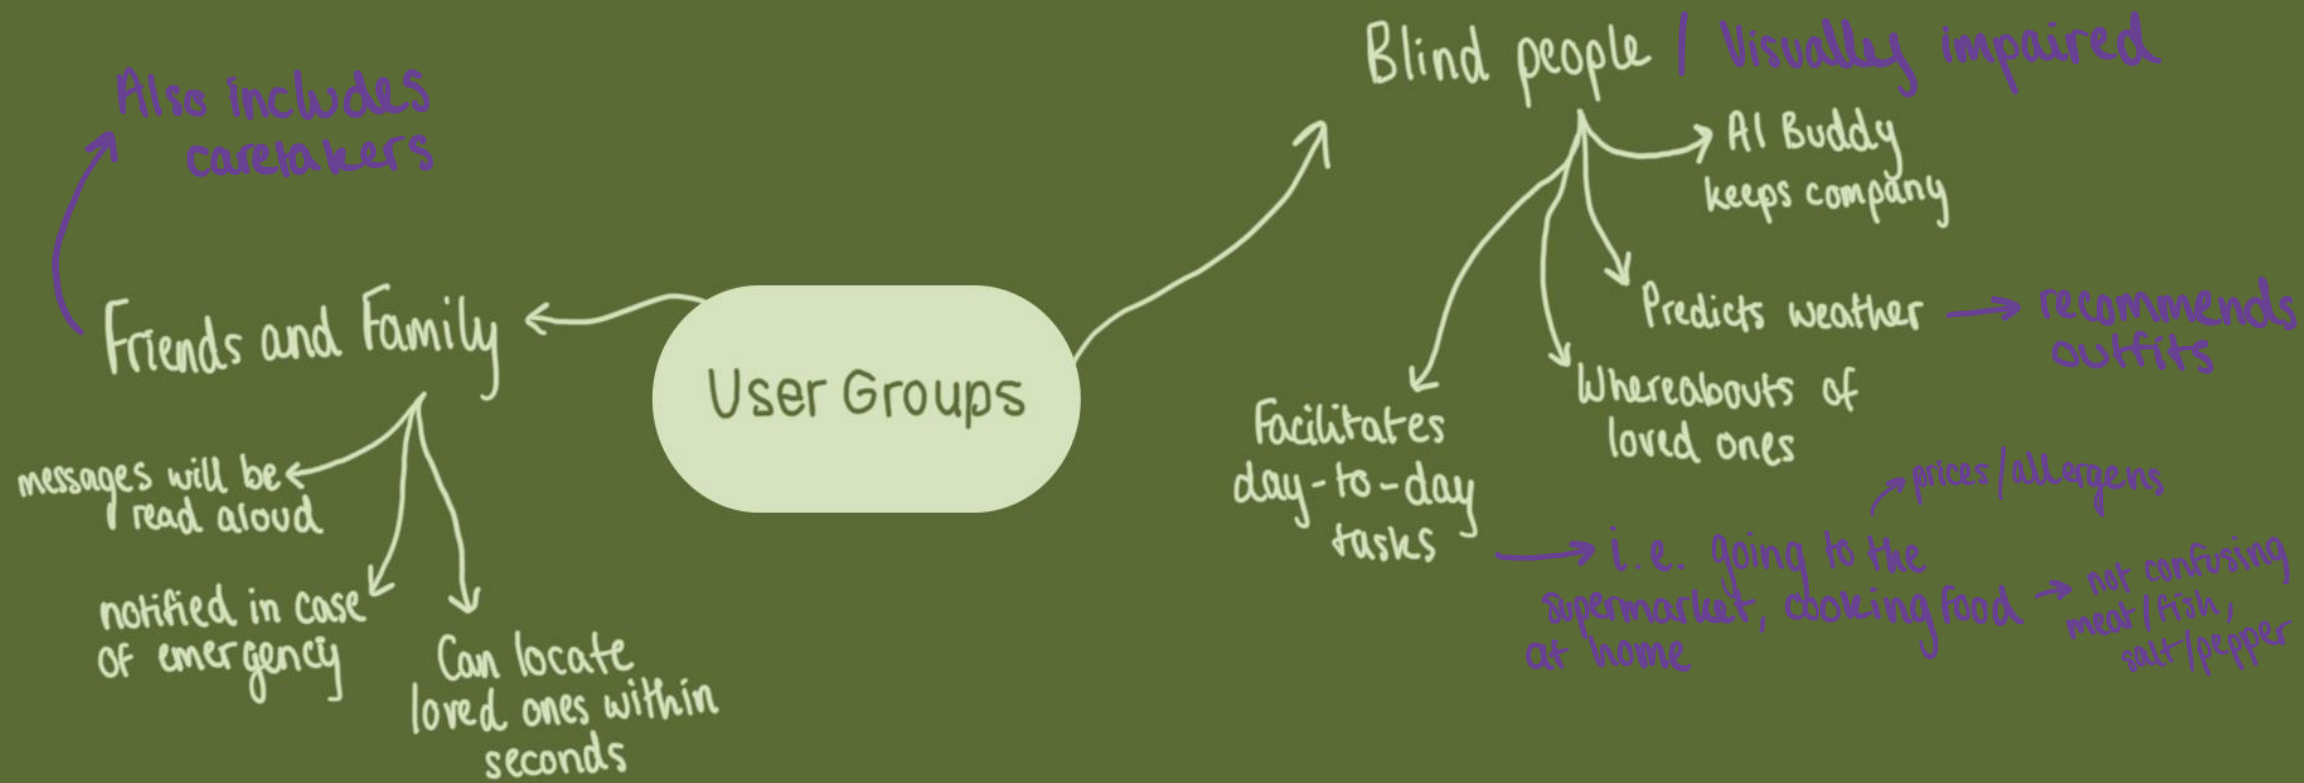 Also includes
caretakers
Friends and Family
messages will be
read aloud
notified in case
of emergency
Can locate
loved ones within
seconds
User Groups
Blind people / Visually impaired
AI Buddy
keeps company
Predicts weather → recommends
outfits
Whereabouts of
loved ones
Facilitates
day-to-day
tasks
→ i.e. going to the
supermarket, cooking food
at home
prices/allergens
not confusing
meat/fish,
salt/pepper